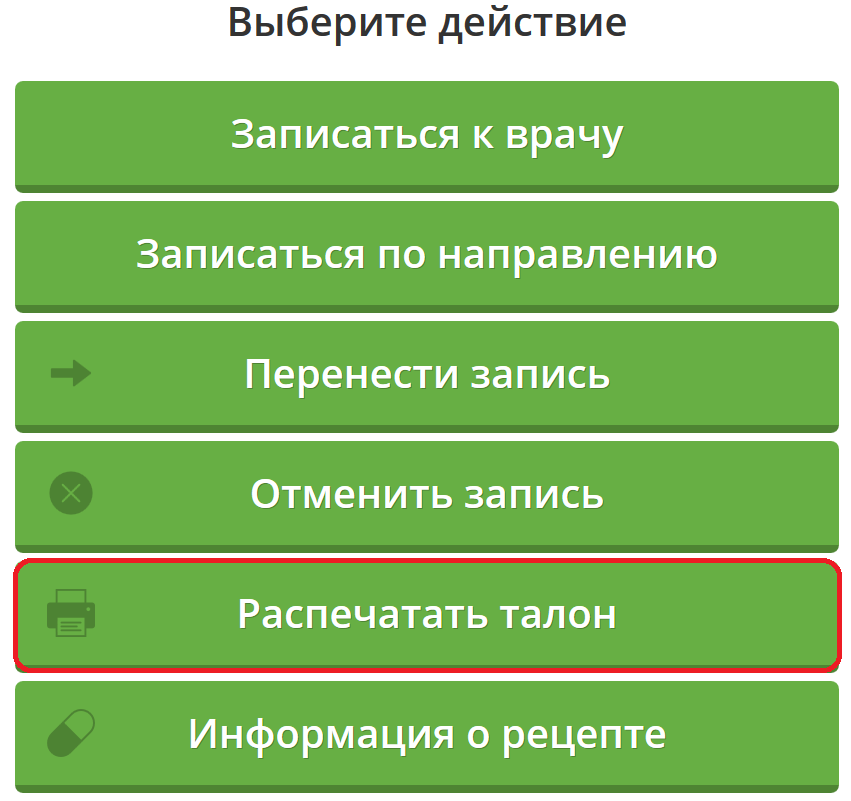 Выберите действие
Записаться к врачу
Записаться по направлению
Перенести запись
Отменить запись
Распечатать талон
Информация о рецепте